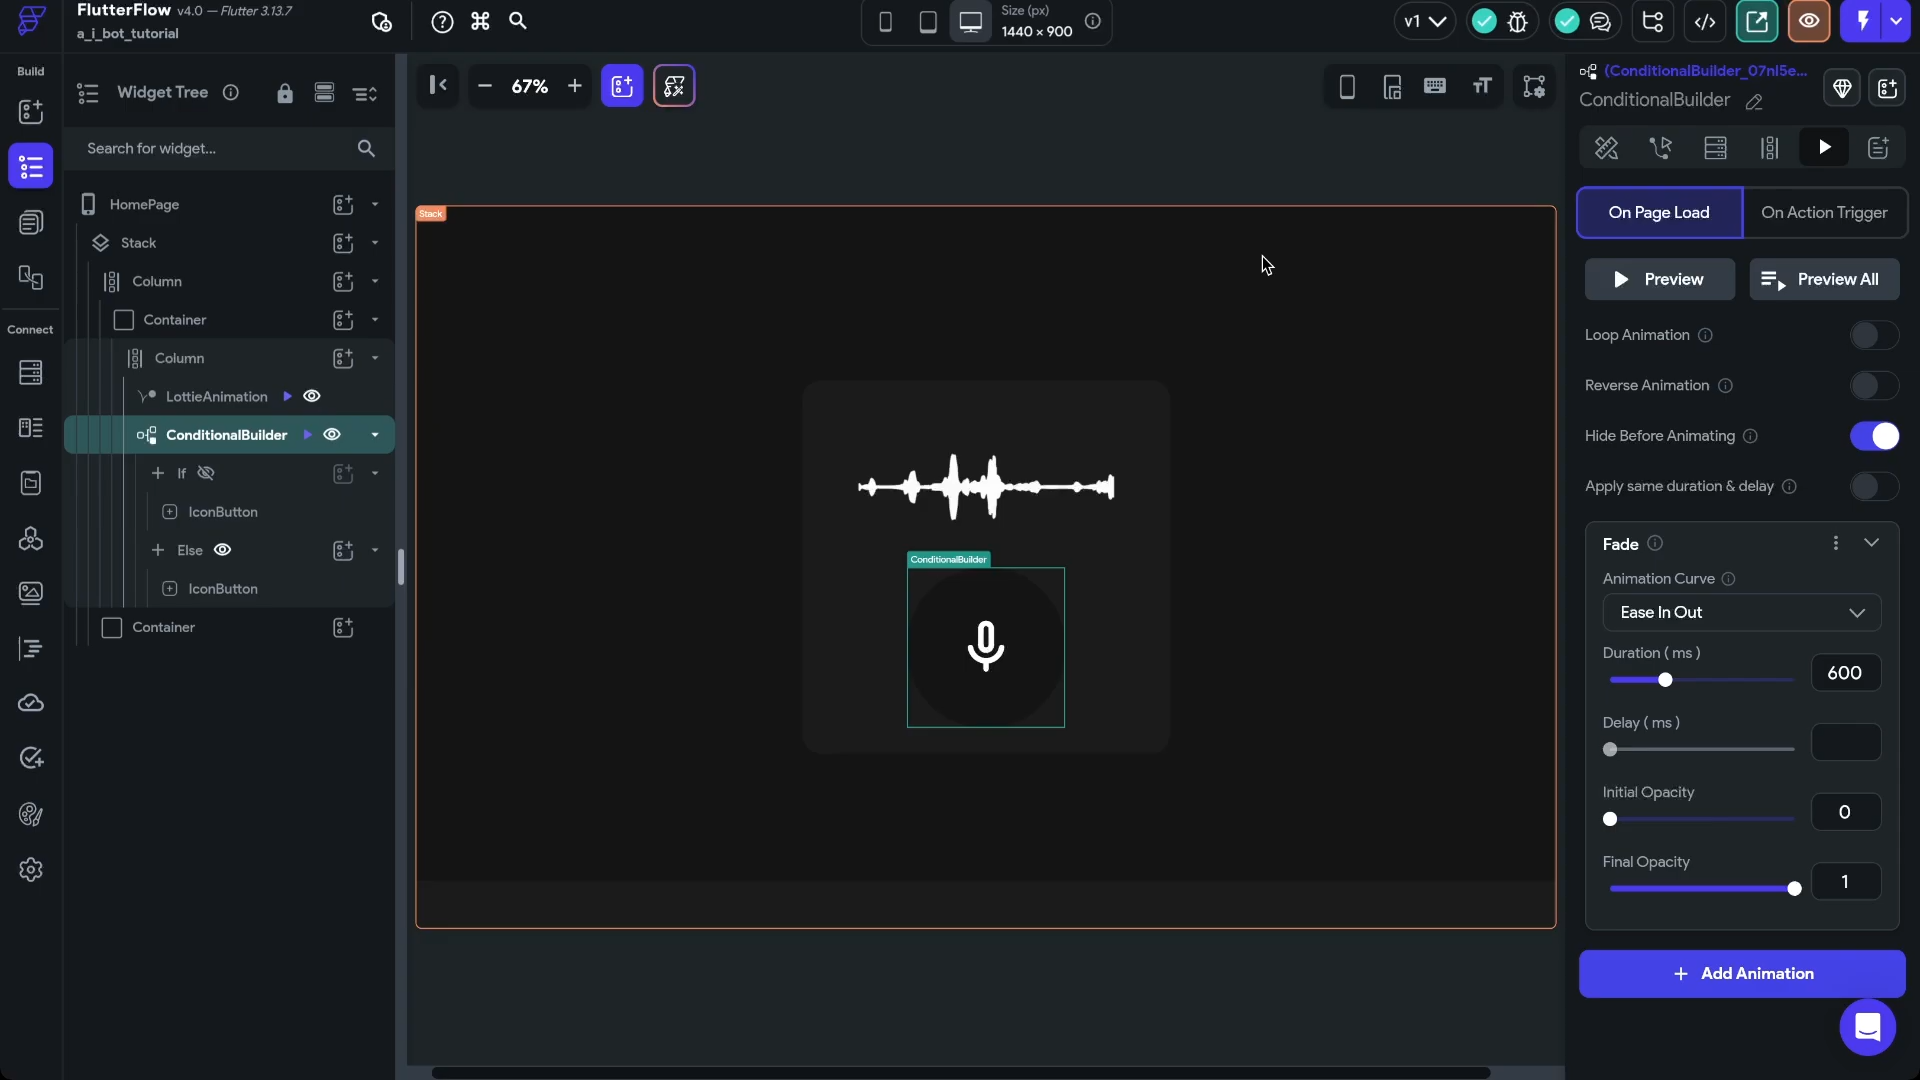 FlutterFlow v4.0 — Flutter 3.13.7
a_i_bot_tutorial
Size (px)
1440 × 900
v1
Build
Widget Tree
67%
(ConditionalBuilder_07nl5e...
ConditionalBuilder
Search for widget...
On Page Load
On Action Trigger
HomePage
Stack
Stack
Preview
Preview All
Column
Container
Connect
Loop Animation
Column
Reverse Animation
LottieAnimation
ConditionalBuilder
Hide Before Animating
If
Apply same duration & delay
IconButton
Else
Fade
ConditionalBuilder
Animation Curve
IconButton
Ease In Out
Container
Duration ( ms )
600
Delay ( ms )
Initial Opacity
0
Final Opacity
1
+ Add Animation